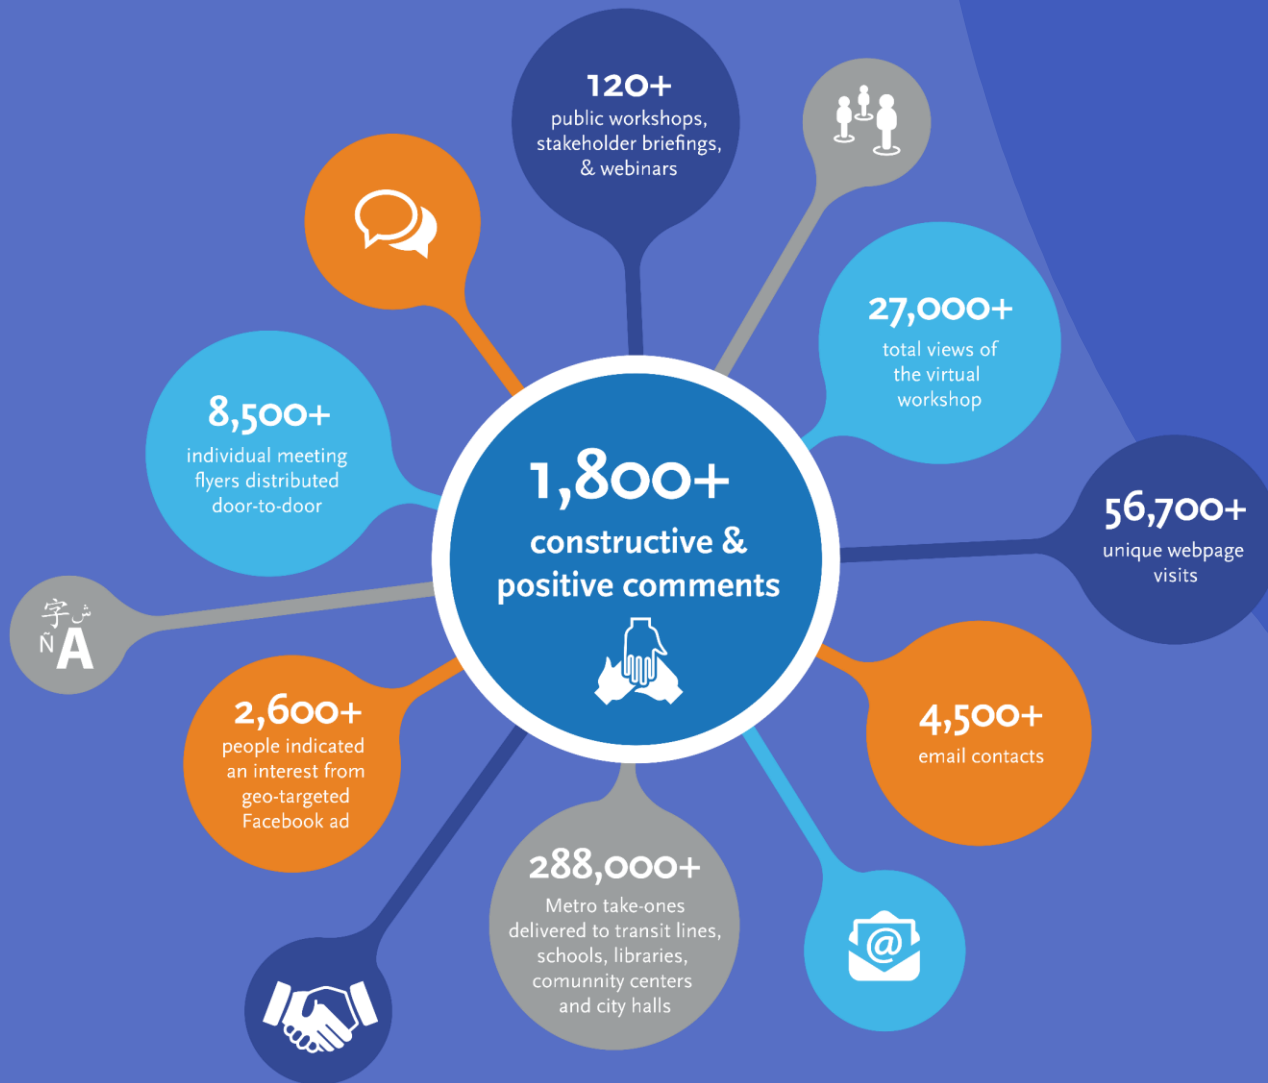 120+
public workshops,
stakeholder briefings,
& webinars
27,000+
total views of
the virtual
workshop
8,500+
individual meeting
flyers distributed
door-to-door
1,800+
constructive &
positive comments
56,700+
unique webpage
visits
字 ش
Ñ A
2,600+
people indicated
an interest from
geo-targeted
Facebook ad
4,500+
email contacts
288,000+
Metro take-ones
delivered to transit lines,
schools, libraries,
comunnity centers
and city halls
@